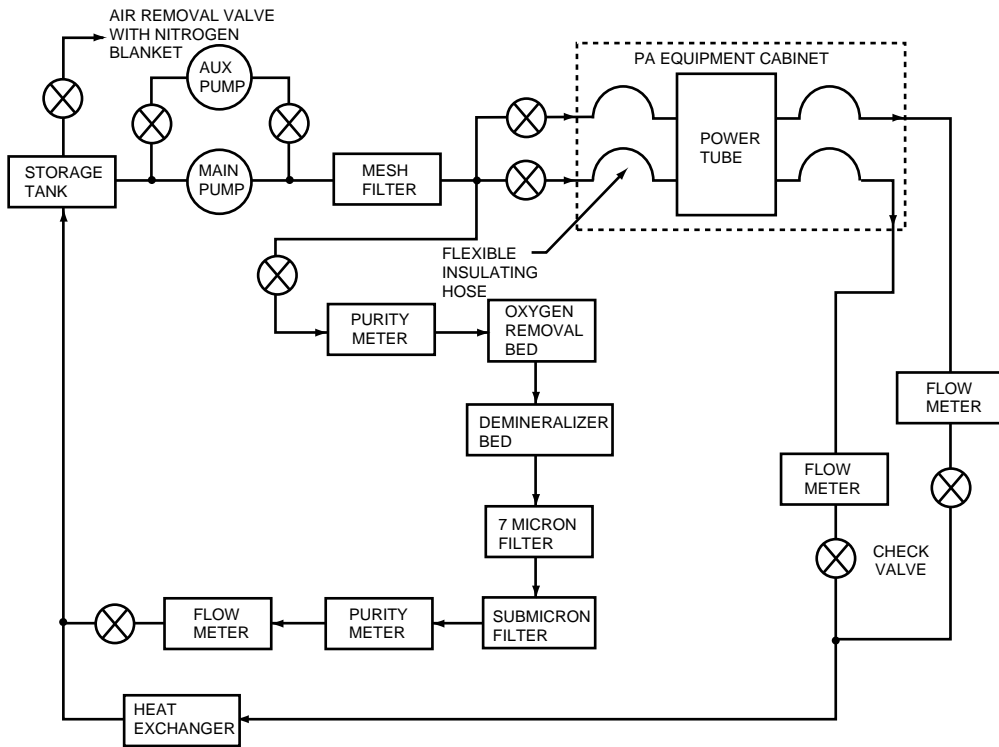 AIR REMOVAL VALVE
WITH NITROGEN
BLANKET
AUX
PUMP
PA EQUIPMENT CABINET
STORAGE
TANK
MAIN
PUMP
MESH
FILTER
POWER
TUBE
FLEXIBLE
INSULATING
HOSE
PURITY
METER
OXYGEN
REMOVAL
BED
DEMINERALIZER
BED
FLOW
METER
FLOW
METER
7 MICRON
FILTER
CHECK
VALVE
FLOW
METER
PURITY
METER
SUBMICRON
FILTER
HEAT
EXCHANGER